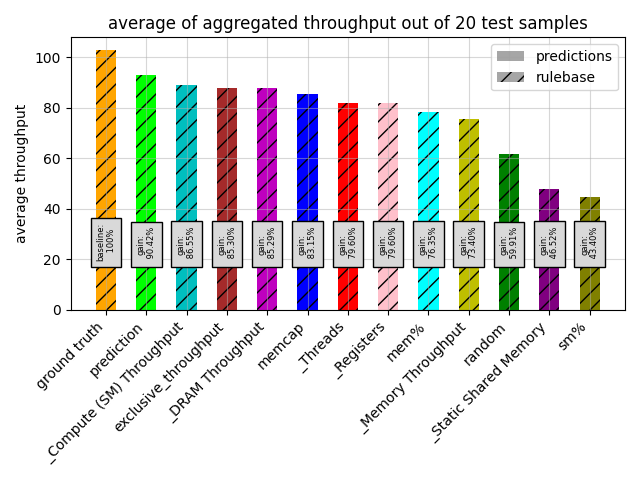 average of aggregated throughput out of 20 test samples
predictions
rulebase
average throughput
100
80
60
40
20
0
baseline:
100%
gain:
90.42%
gain:
86.55%
gain:
85.30%
gain:
85.29%
gain:
83.15%
gain:
79.60%
gain:
79.60%
gain:
76.35%
gain:
73.40%
gain:
59.91%
gain:
46.52%
gain:
43.40%
ground truth
prediction
_Compute (SM) Throughput
exclusive_throughput
_DRAM Throughput
memcap
_Threads
_Registers
mem%
_Memory Throughput
random
_Static Shared Memory
sm%